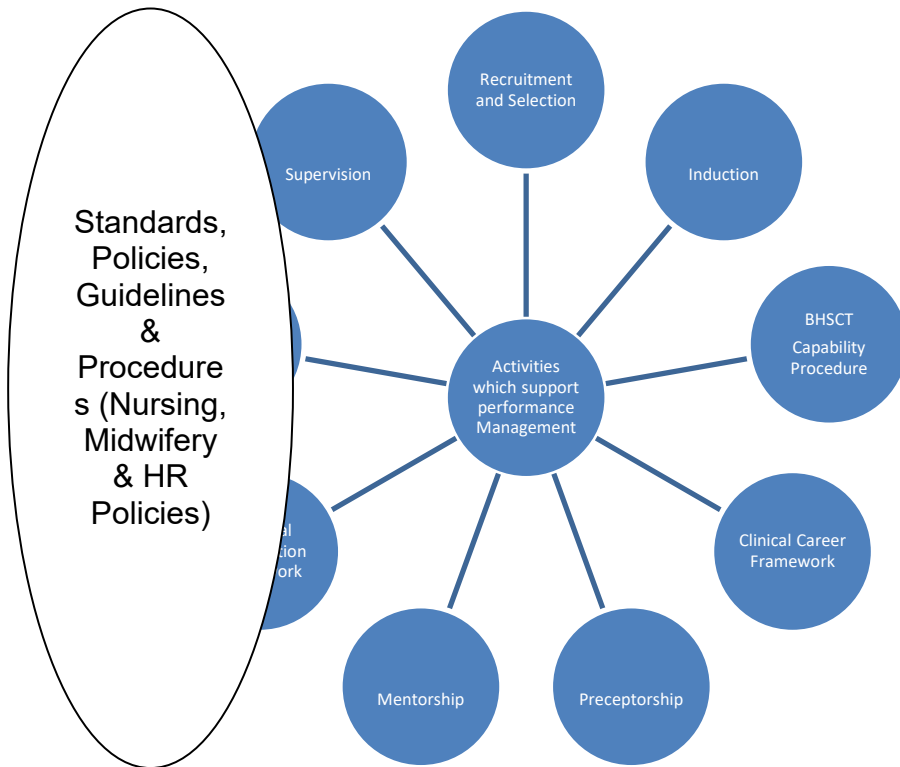 Recruitment
and Selection
Supervision
Induction
Standards,
Policies,
Guidelines
&
Procedure
s (Nursing,
Midwifery
& HR
Policies)
BHSCT
Capability
Procedure
Activities
which support
performance
Management
Clinical Career
Framework
Mentorship
Preceptorship